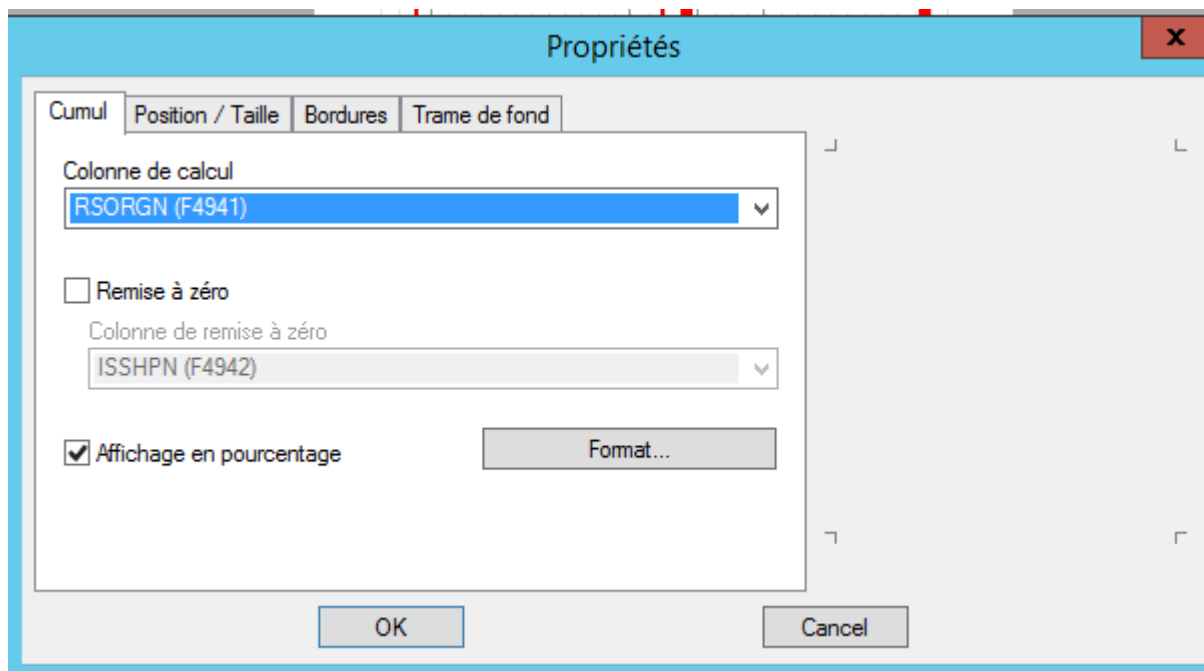 Propriétés
x
Cumul
Position / Taille
Bordures
Trame de fond
Colonne de calcul
RSORGN (F4941)
Remise à zéro
Colonne de remise à zéro
ISSHPN (F4942)
Affichage en pourcentage
Format...
OK
Cancel